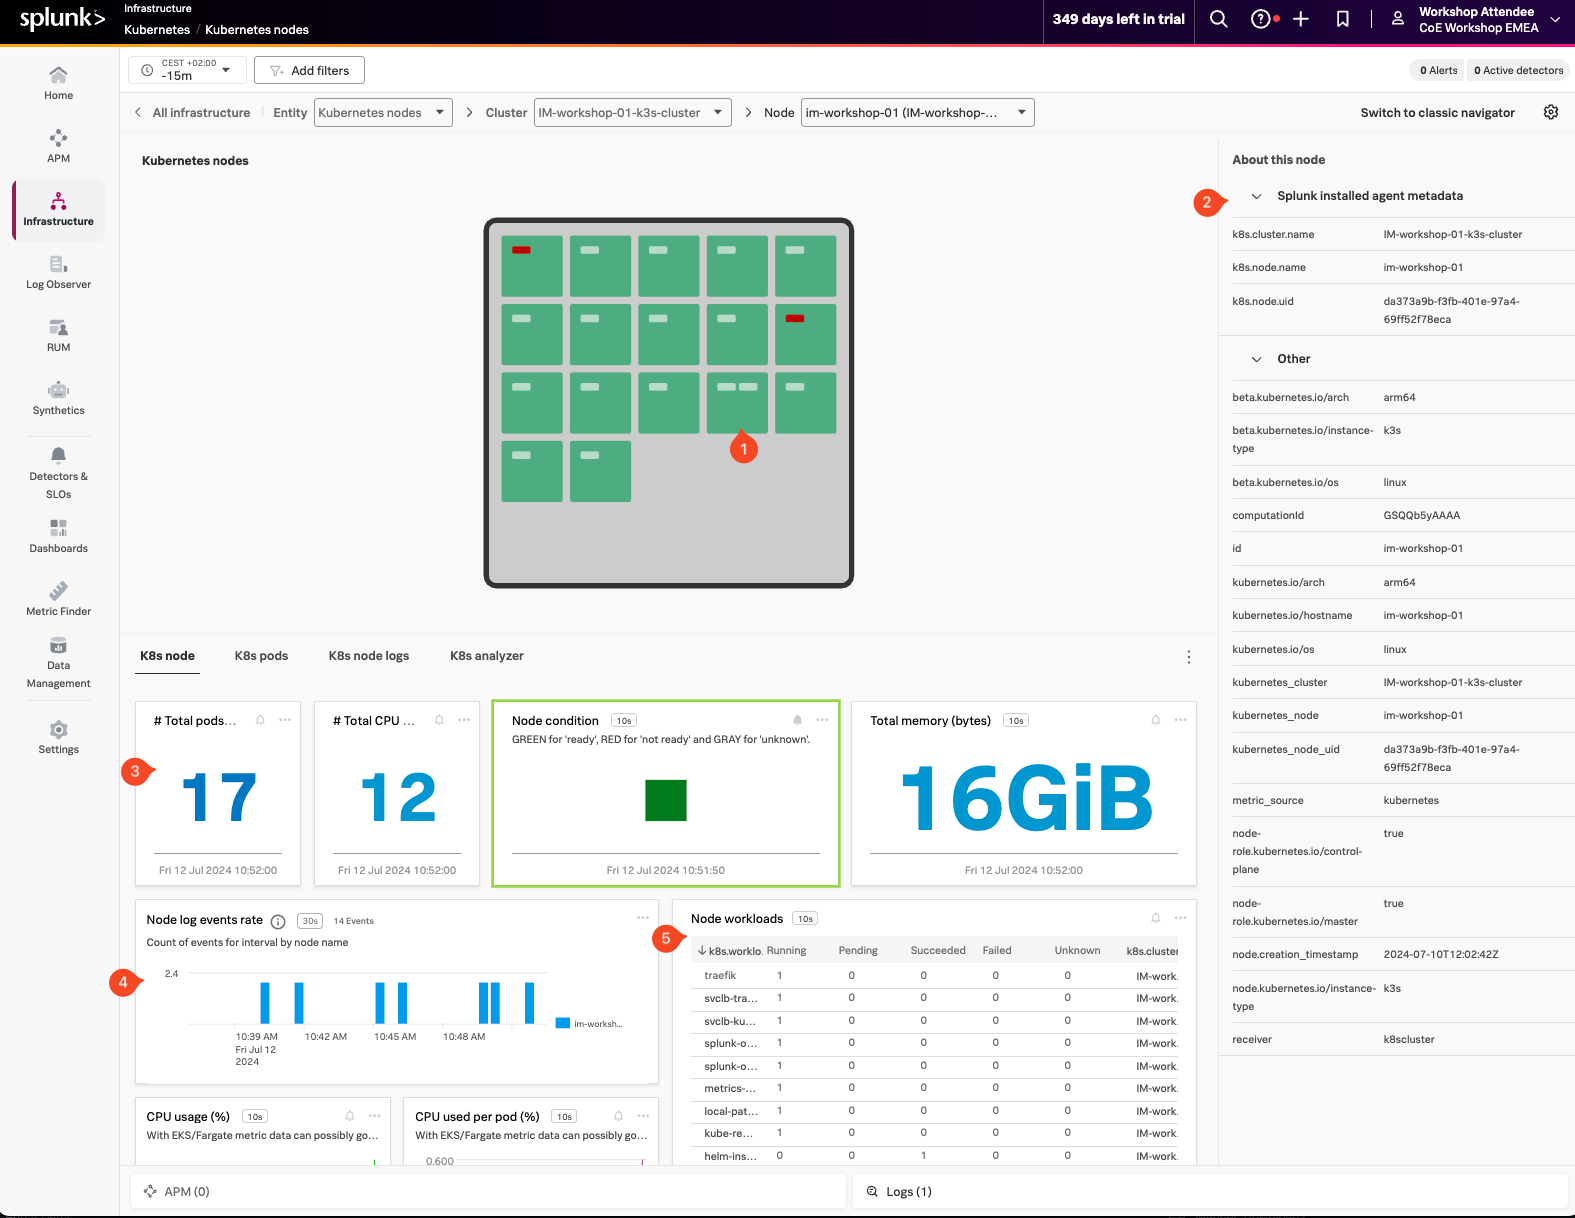 splunk>
Infrastructure
Kubernetes / Kubernetes nodes
349 days left in trial
Workshop Attendee
CoE Workshop EMEA
Home
APM
Infrastructure
Log Observer
RUM
Synthetics
Detectors &
SLOs
Dashboards
Metric Finder
Data
Management
Settings
CEST +02:00
-15m
Add filters
0 Alerts
0 Active detectors
All infrastructure
Entity
Kubernetes nodes
Cluster
IM-workshop-01-k3s-cluster
Node
im-workshop-01 (IM-workshop-...
Switch to classic navigator
Kubernetes nodes
1
K8s node
K8s pods
K8s node logs
K8s analyzer
# Total pods...
17
Fri 12 Jul 2024 10:52:00
3
# Total CPU ...
12
Fri 12 Jul 2024 10:52:00
Node condition 10s
GREEN for 'ready', RED for 'not ready' and GRAY for 'unknown'.
Fri 12 Jul 2024 10:51:50
Total memory (bytes) 10s
16GiB
Fri 12 Jul 2024 10:52:00
Node log events rate 30s 14 Events
Count of events for interval by node name
4
2.4
10:39 AM 10:42 AM 10:45 AM 10:48 AM
Fri Jul 12
2024
im-worksh...
5
Node workloads 10s
k8s.worklo. Running Pending Succeeded Failed Unknown k8s.cluster
traefik 1 0 0 0 0 IM-work.
svclb-tra... 1 0 0 0 0 IM-work.
svclb-ku... 1 0 0 0 0 IM-work.
splunk-o... 1 0 0 0 0 IM-work.
splunk-o... 1 0 0 0 0 IM-work.
metrics-... 1 0 0 0 0 IM-work.
local-pat... 1 0 0 0 0 IM-work.
kube-re... 1 0 0 0 0 IM-work.
helm-ins... 0 0 1 0 0 IM-work.
CPU usage (%) 10s
With EKS/Fargate metric data can possibly go...
CPU used per pod (%) 10s
With EKS/Fargate metric data can possibly go...
0.600
APM (0)
Logs (1)
About this node
2
Splunk installed agent metadata
k8s.cluster.name IM-workshop-01-k3s-cluster
k8s.node.name im-workshop-01
k8s.node.uid da373a9b-f3fb-401e-97a4-
69ff52f78eca
Other
beta.kubernetes.io/arch arm64
beta.kubernetes.io/instance- k3s
type
beta.kubernetes.io/os linux
computationId GSQQb5yAAAA
id im-workshop-01
kubernetes.io/arch arm64
kubernetes.io/hostname im-workshop-01
kubernetes.io/os linux
kubernetes_cluster IM-workshop-01-k3s-cluster
kubernetes_node im-workshop-01
kubernetes_node_uid da373a9b-f3fb-401e-97a4-
69ff52f78eca
metric_source kubernetes
node- true
role.kubernetes.io/control-
plane
node- true
role.kubernetes.io/master
node.creation_timestamp 2024-07-10T12:02:42Z
node.kubernetes.io/instance- k3s
type
receiver k8scluster